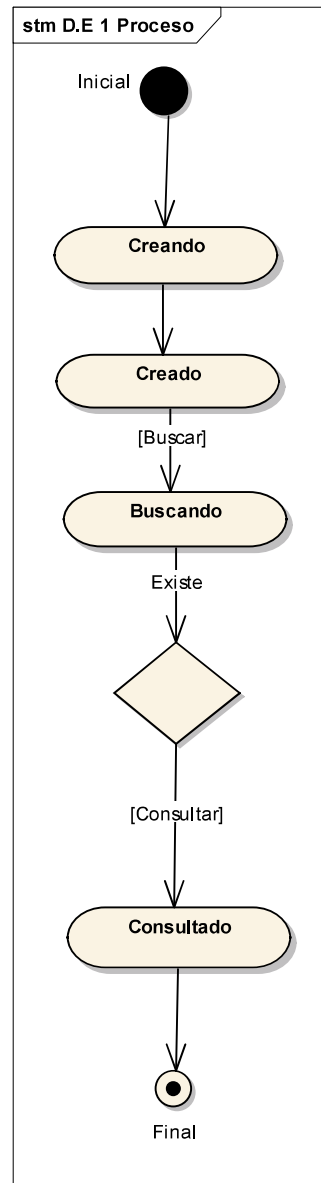 stm D.E 1 Proceso
Inicial
Creando
Creado
[Buscar]
Buscando
Existe
[Consultar]
Consultado
Final